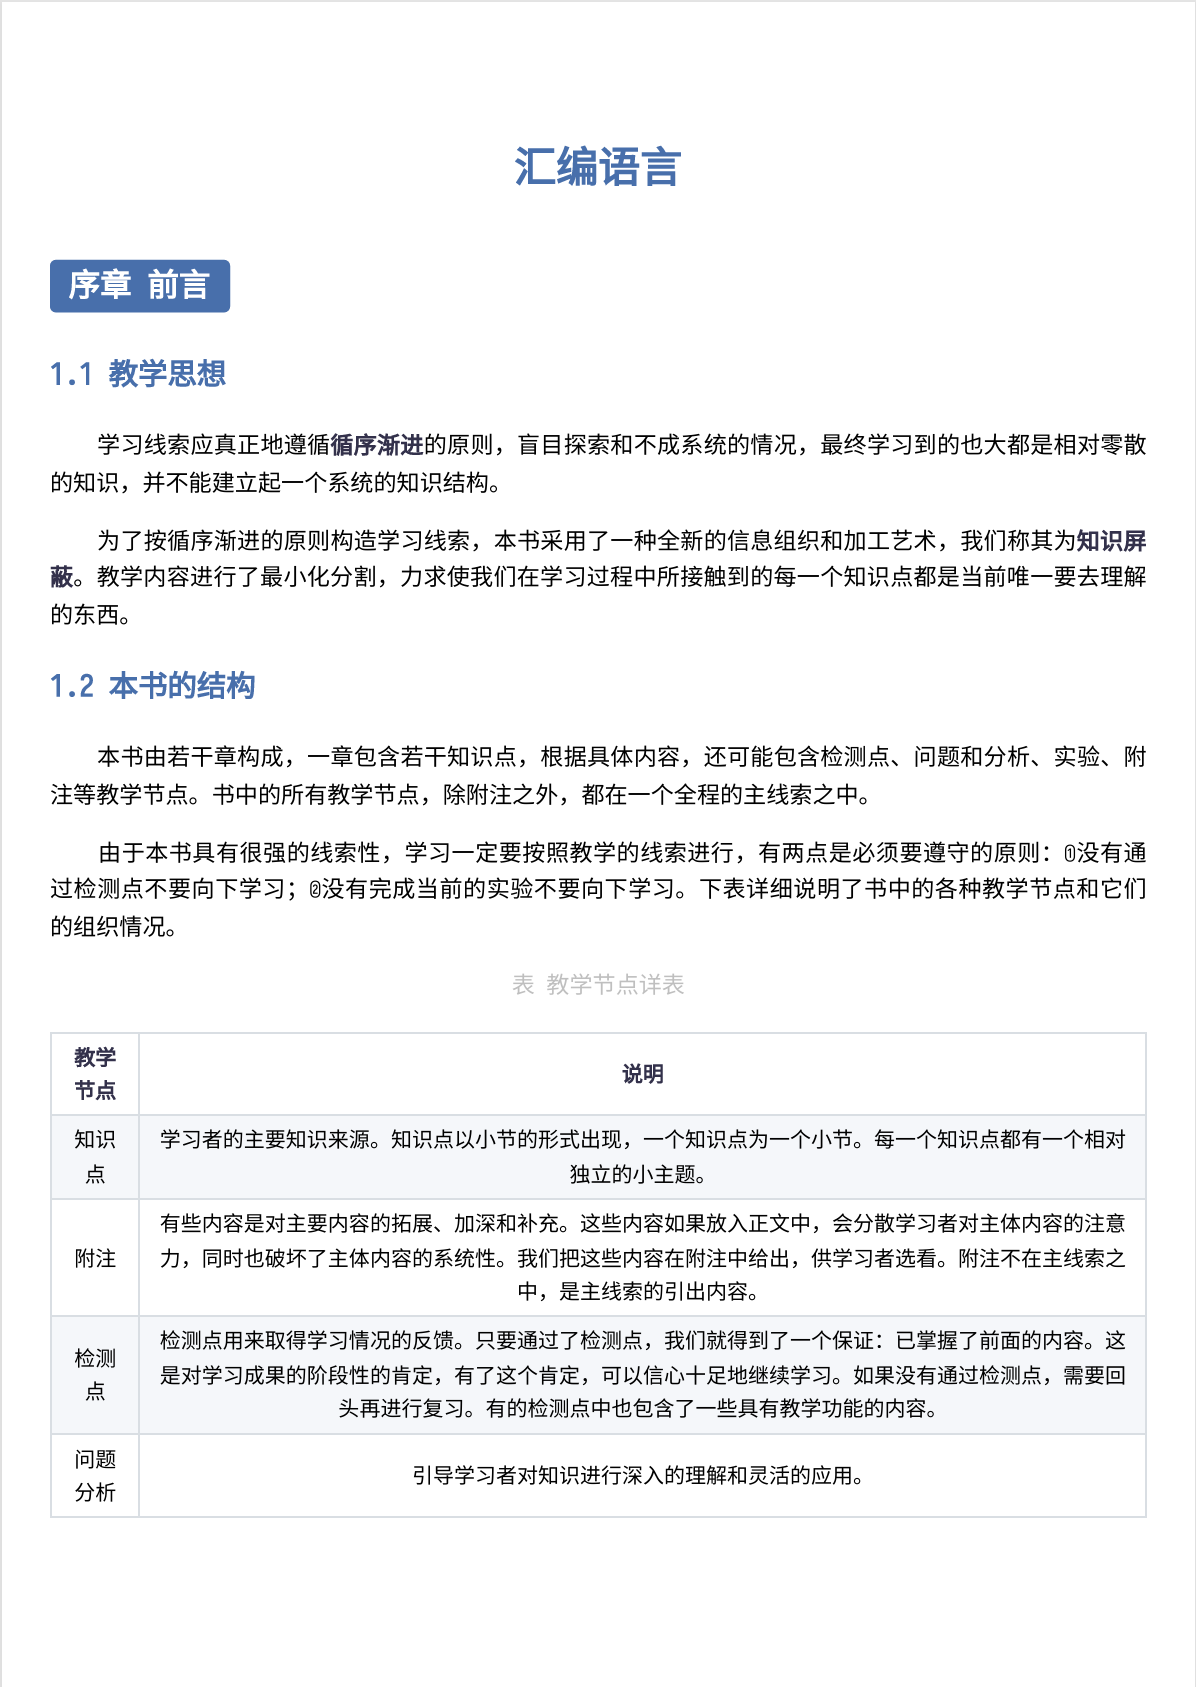 汇编语言
序章 前言
1.1 教学思想
学习线索应真正地遵循循序渐进的原则，盲目探索和不成系统的情况，最终学习到的也大都是相对零散
的知识，并不能建立起一个系统的知识结构。
为了按循序渐进的原则构造学习线索，本书采用了一种全新的信息组织和加工艺术，我们称其为知识屏
蔽。教学内容进行了最小化分割，力求使我们在学习过程中所接触到的每一个知识点都是当前唯一要去理解
的东西。
1.2 本书的结构
本书由若干章构成，一章包含若干知识点，根据具体内容，还可能包含检测点、问题和分析、实验、附
注等教学节点。书中的所有教学节点，除附注之外，都在一个全程的主线索之中。
由于本书具有很强的线索性，学习一定要按照教学的线索进行，有两点是必须要遵守的原则：①没有通
过检测点不要向下学习；②没有完成当前的实验不要向下学习。下表详细说明了书中的各种教学节点和它们
的组织情况。
表 教学节点详表
教学
节点
说明
知识
点
学习者的主要知识来源。知识点以小节的形式出现，一个知识点为一个小节。每一个知识点都有一个相对
独立的小主题。
附注
有些内容是对主要内容的拓展、加深和补充。这些内容如果放入正文中，会分散学习者对主体内容的注意
力，同时也破坏了主体内容的系统性。我们把这些内容在附注中给出，供学习者选看。附注不在主线索之
中，是主线索的引出内容。
检测
点
检测点用来取得学习情况的反馈。只要通过了检测点，我们就得到了一个保证：已掌握了前面的内容。这
是对学习成果的阶段性的肯定，有了这个肯定，可以信心十足地继续学习。如果没有通过检测点，需要回
头再进行复习。有的检测点中也包含了一些具有教学功能的内容。
问题
分析
引导学习者对知识进行深入的理解和灵活的应用。